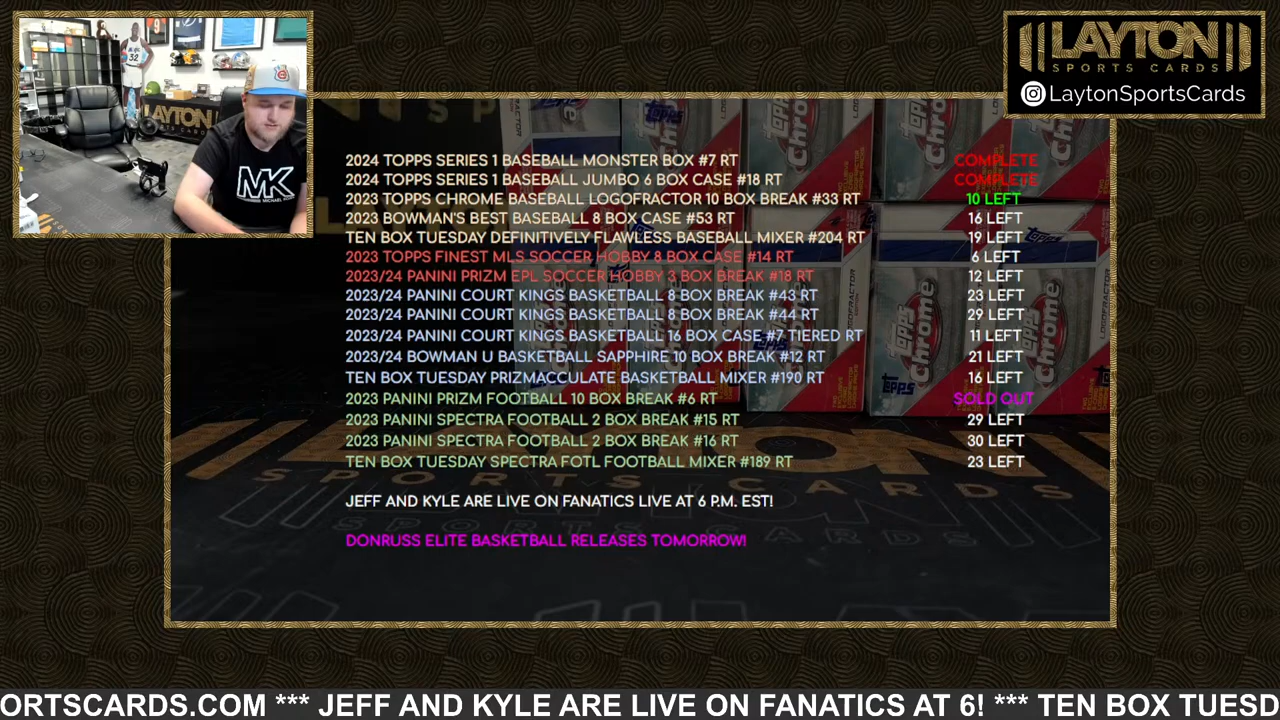 LAYTON
SPORTS CARDS
LaytonSportsCards
32
9
LAYTON
SPORTS CARDS
MK
MICHAEL KORS
2024 TOPPS SERIES 1 BASEBALL MONSTER BOX #7 RT COMPLETE
2024 TOPPS SERIES 1 BASEBALL JUMBO 6 BOX CASE #18 RT COMPLETE
2023 TOPPS CHROME BASEBALL LOGOFRACTOR 10 BOX BREAK #33 RT 10 LEFT
2023 BOWMAN'S BEST BASEBALL 8 BOX CASE #53 RT 16 LEFT
TEN BOX TUESDAY DEFINITIVELY FLAWLESS BASEBALL MIXER #204 RT 19 LEFT
2023 TOPPS FINEST MLS SOCCER HOBBY 8 BOX CASE #14 RT 6 LEFT
2023/24 PANINI PRIZM EPL SOCCER HOBBY 3 BOX BREAK #18 RT 12 LEFT
2023/24 PANINI COURT KINGS BASKETBALL 8 BOX BREAK #43 RT 23 LEFT
2023/24 PANINI COURT KINGS BASKETBALL 8 BOX BREAK #44 RT 29 LEFT
2023/24 PANINI COURT KINGS BASKETBALL 16 BOX CASE #7 TIERED RT 11 LEFT
2023/24 BOWMAN U BASKETBALL SAPPHIRE 10 BOX BREAK #12 RT 21 LEFT
TEN BOX TUESDAY PRIZMACCULATE BASKETBALL MIXER #190 RT 16 LEFT
2023 PANINI PRIZM FOOTBALL 10 BOX BREAK #6 RT SOLD OUT
2023 PANINI SPECTRA FOOTBALL 2 BOX BREAK #15 RT 29 LEFT
2023 PANINI SPECTRA FOOTBALL 2 BOX BREAK #16 RT 30 LEFT
TEN BOX TUESDAY SPECTRA FOTL FOOTBALL MIXER #189 RT 23 LEFT
JEFF AND KYLE ARE LIVE ON FANATICS LIVE AT 6 P.M. EST!
DONRUSS ELITE BASKETBALL RELEASES TOMORROW!
ORTSCARDS.COM *** JEFF AND KYLE ARE LIVE ON FANATICS AT 6! *** TEN BOX TUESD